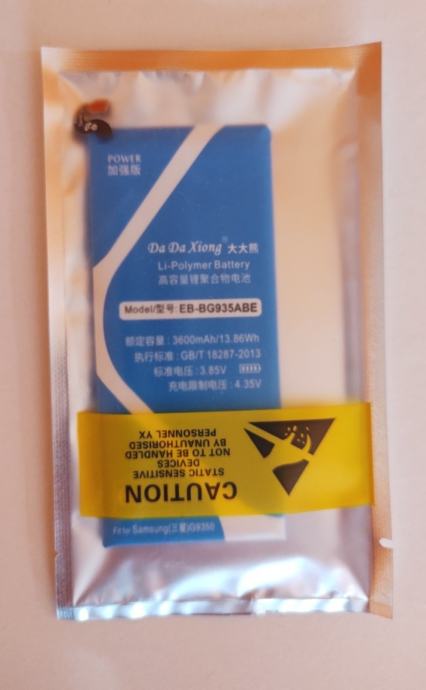 POWER
加强版
Da Da Xiong® 大大熊
Li-Polymer Battery
高容量锂聚合物电池
Model/型号: EB-BG935ABE
额定容量: 3600mAh/13.86Wh
执行标准: GB/T 18287-2013
标准电压: 3.85V
充电限制电压: 4.35V
CAUTION
STATIC SENSITIVE
DEVICES
NOT TO BE HANDLED
BY UNAUTHORISED
PERSONNEL YX
Fit for Samsung(三星)G9350